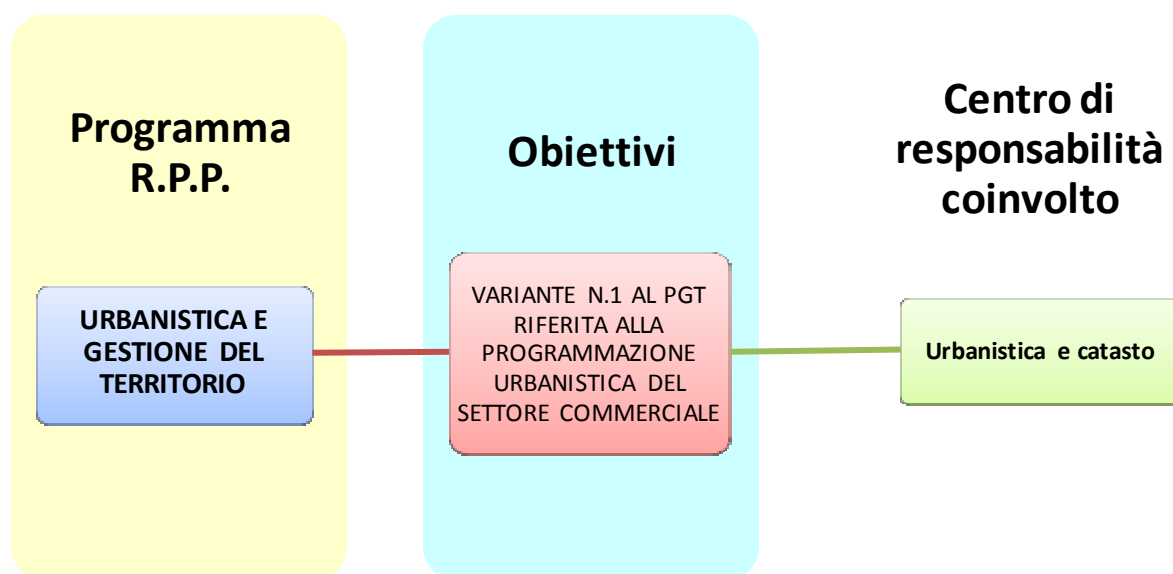 Programma
R.P.P.
Obiettivi
Centro di
responsabilità
coinvolto
URBANISTICA E
GESTIONE DEL
TERRITORIO
VARIANTE N.1 AL PGT
RIFERITA ALLA
PROGRAMMAZIONE
URBANISTICA DEL
SETTORE COMMERCIALE
Urbanistica e catasto